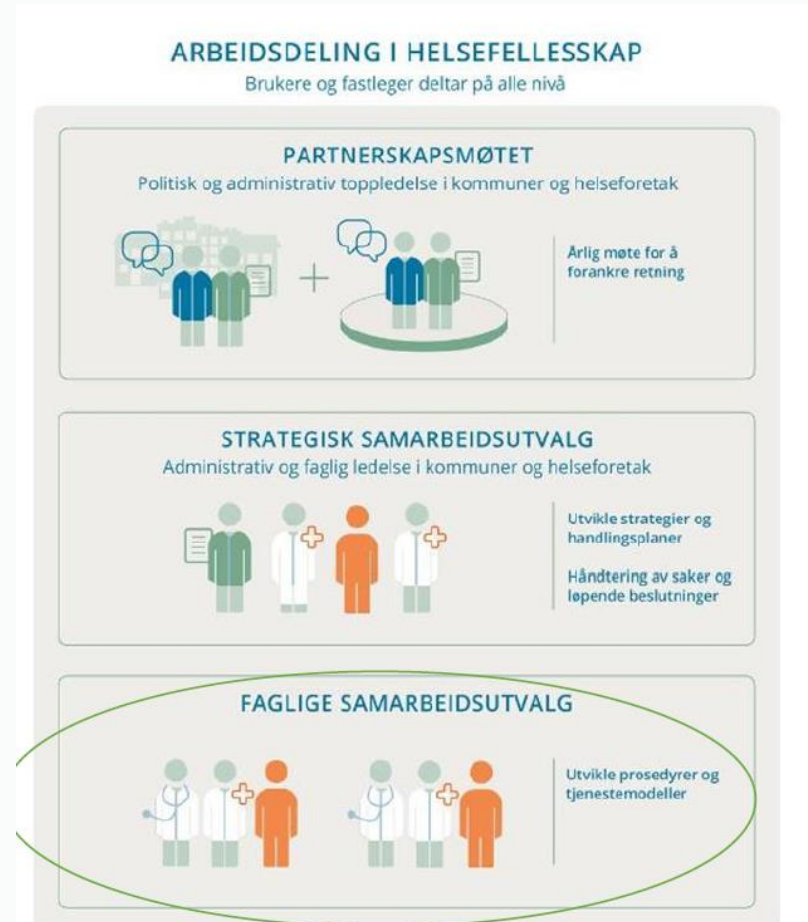 ARBEIDSDELING I HELSEFELLESSKAP
Brukere og fastleger deltar på alle nivå
PARTNERSKAPSMØTET
Politisk og administrativ toppledelse i kommuner og helseforetak
Årlig møte for å
forankre retning
STRATEGISK SAMARBEIDSUTVALG
Administrativ og faglig ledelse i kommuner og helseforetak
Utvikle strategier og
handlingsplaner
Håndtering av saker og
løpende beslutninger
FAGLIGE SAMARBEIDSUTVALG
Utvikle prosedyrer og
tjenestemodeller